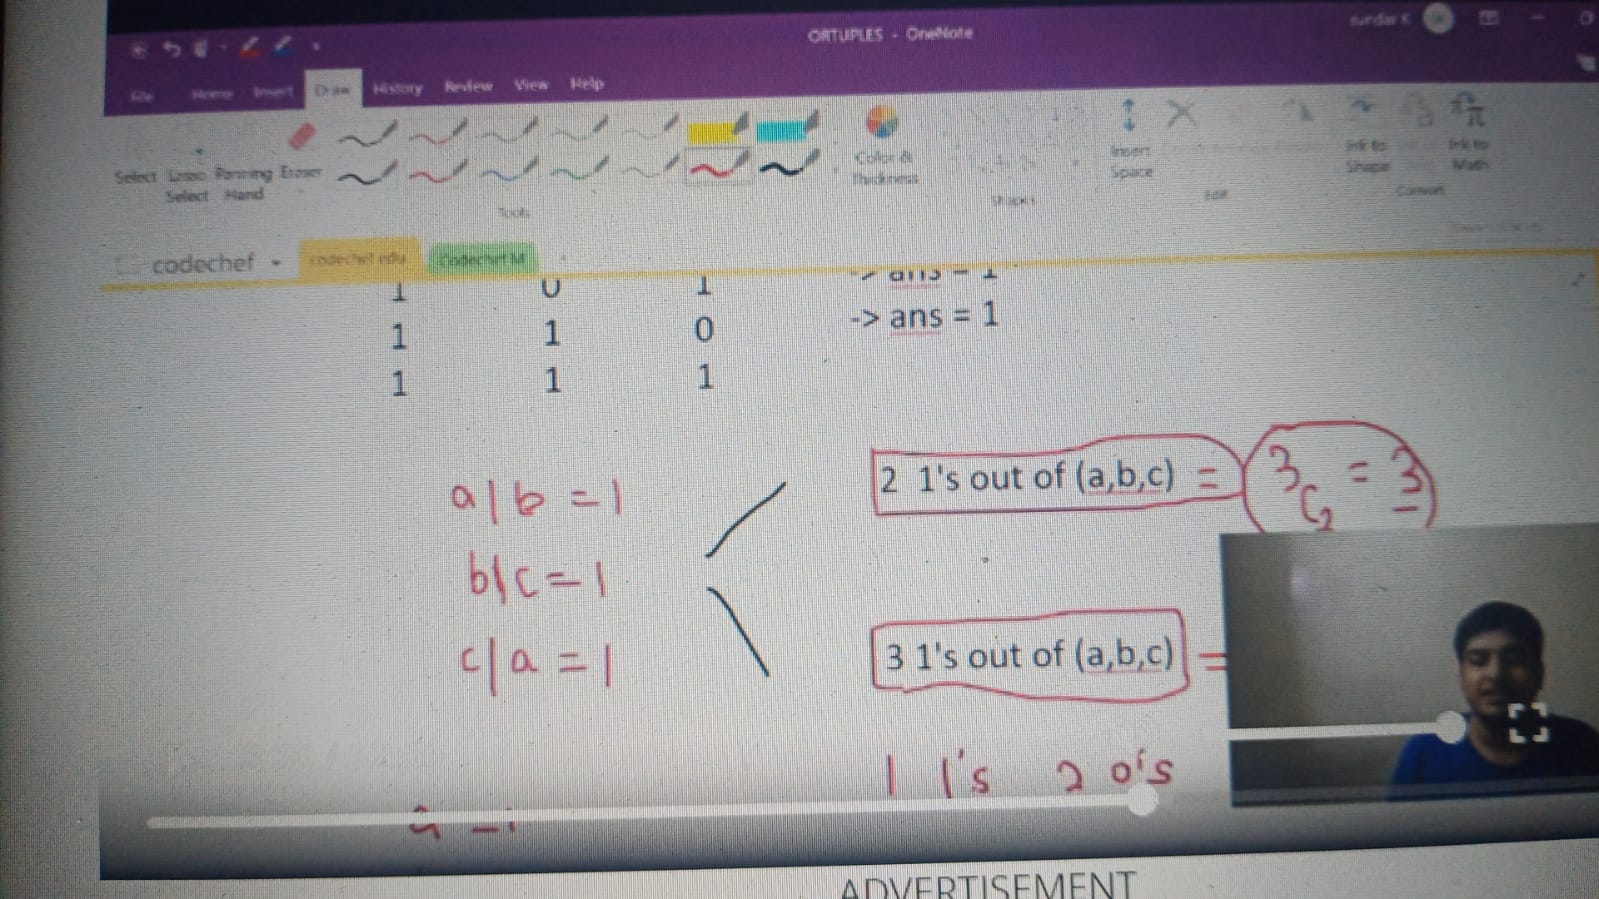 ORTUPLES - OneNote
sundar K
File Home Insert Draw History Review View Help
Select Lasso Select Panning Hand Eraser
Color & Thickness
Insert Space
Ink to Shape
Ink to Math
Tools
Shapes
Edit
Convert
codechef
codechef edu
1 0 1 -> ans = 1
1 1 0 -> ans = 1
1 1 1
a|b = 1
2 1's out of (a,b,c) = 3C2 = 3
b|c = 1
c|a = 1
3 1's out of (a,b,c) =
1 1's 2 0's
ADVERTISEMENT